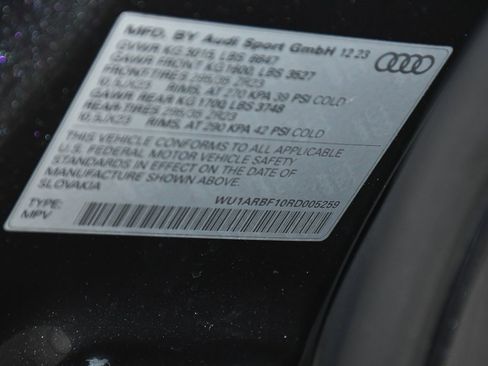 MFD. BY Audi Sport GmbH 12 23
GVWR KG 3015, LBS 6647
GAWR FRONT KG 1600, LBS 3527
FRONT-TIRES 285/35 ZR23
10,5JX23 RIMS, AT 270 KPA 39 PSI COLD
GAWR REAR KG 1700, LBS 3748
REAR-TIRES 285/35 ZR23
10,5JX23 RIMS, AT 290 KPA 42 PSI COLD
THIS VEHICLE CONFORMS TO ALL APPLICABLE
U.S. FEDERAL MOTOR VEHICLE SAFETY
STANDARDS IN EFFECT ON THE DATE OF
MANUFACTURE SHOWN ABOVE.
SLOVAKIA
WU1ARBF10RD005259
TYPE:
MPV